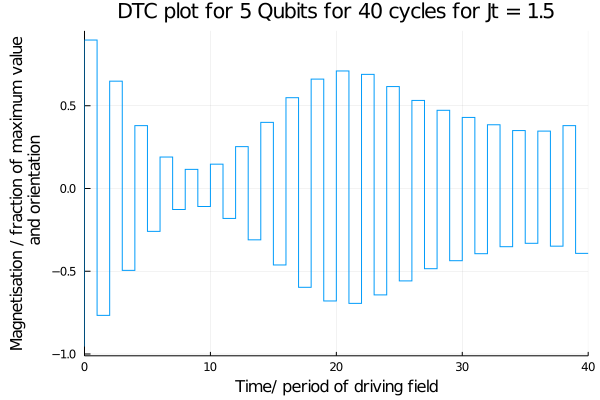 DTC plot for 5 Qubits for 40 cycles for Jt = 1.5
Magnetisation / fraction of maximum value
and orientation
0.5
0.0
−0.5
−1.0
0 10 20 30 40
Time/ period of driving field